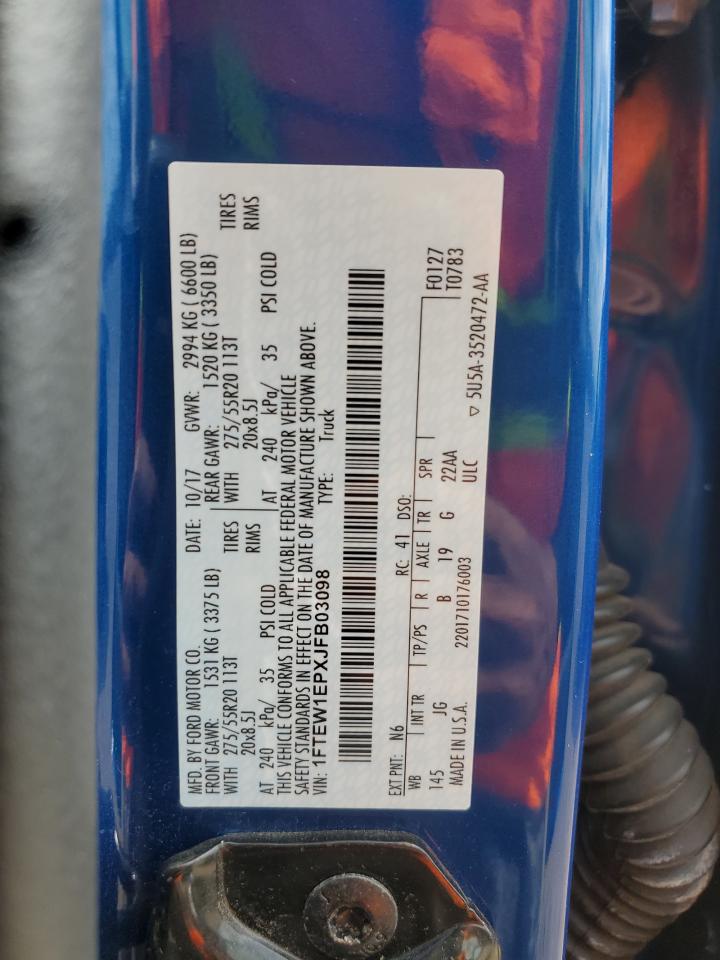 MFD. BY FORD MOTOR CO. DATE: 10/17 GVWR: 2994 KG ( 6600 LB)
FRONT GAWR: 1531 KG ( 3375 LB) REAR GAWR: 1520 KG ( 3350 LB)
WITH 275/55R20 113T TIRES WITH 275/55R20 113T TIRES
20x8.5J RIMS 20x8.5J RIMS
AT 240 kPa/ 35 PSI COLD AT 240 kPa/ 35 PSI COLD
THIS VEHICLE CONFORMS TO ALL APPLICABLE FEDERAL MOTOR VEHICLE
SAFETY STANDARDS IN EFFECT ON THE DATE OF MANUFACTURE SHOWN ABOVE.
VIN: 1FTEW1EPXJFB03098 TYPE: Truck
EXT PNT: N6 RC: 41 DSO: F0127
WB INT TR TP/PS R AXLE TR SPR T0783
145 JG B 19 G 22AA
ULC
MADE IN U.S.A. 2201710176003 ▽ 5U5A-3520472-AA